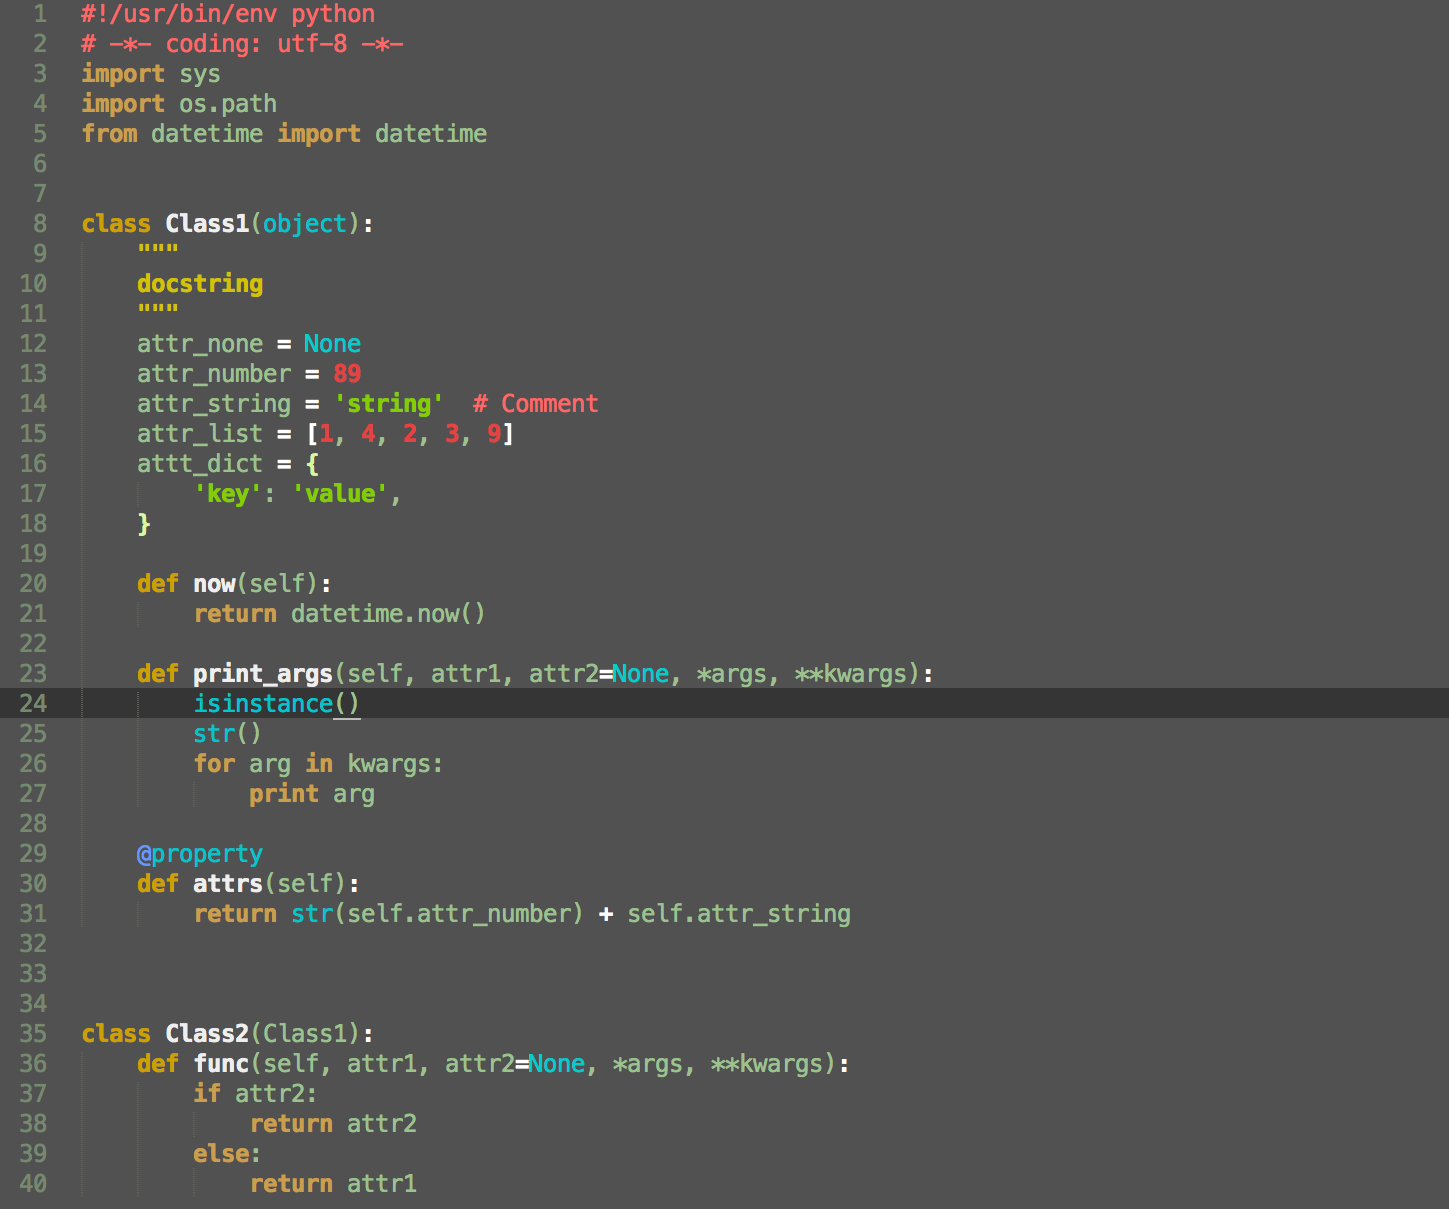 1 #!/usr/bin/env python
2 # -*- coding: utf-8 -*-
3 import sys
4 import os.path
5 from datetime import datetime
6
7
8 class Class1(object):
9     """
10     docstring
11     """
12     attr_none = None
13     attr_number = 89
14     attr_string = 'string'  # Comment
15     attr_list = [1, 4, 2, 3, 9]
16     attt_dict = {
17         'key': 'value',
18     }
19
20     def now(self):
21         return datetime.now()
22
23     def print_args(self, attr1, attr2=None, *args, **kwargs):
24         isinstance()
25         str()
26         for arg in kwargs:
27             print arg
28
29     @property
30     def attrs(self):
31         return str(self.attr_number) + self.attr_string
32
33
34
35 class Class2(Class1):
36     def func(self, attr1, attr2=None, *args, **kwargs):
37         if attr2:
38             return attr2
39         else:
40             return attr1